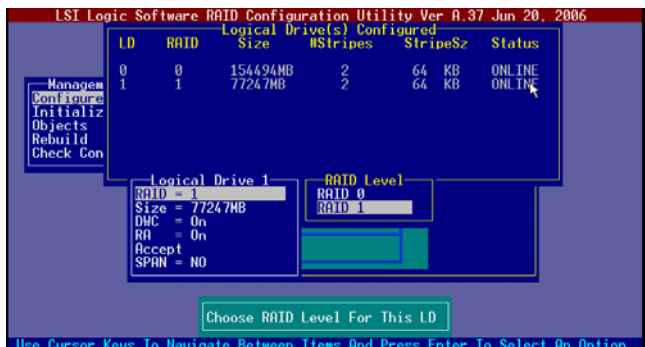 LSI Logic Software RAID Configuration Utility Ver A.37 Jun 20, 2006
Logical Drive(s) Configured
LD RAID Size #Stripes StripeSz Status
0 0 154494MB 2 64 KB ONLINE
1 1 77247MB 2 64 KB ONLINE
Managem
Configure
Initializ
Objects
Rebuild
Check Con
Logical Drive 1
RAID = 1
Size = 77247MB
DWC = On
RA = On
Accept
SPAN = NO
RAID Level
RAID 0
RAID 1
Choose RAID Level For This LD
Use Cursor Keys To Navigate Between Items And Press Enter To Select An Option